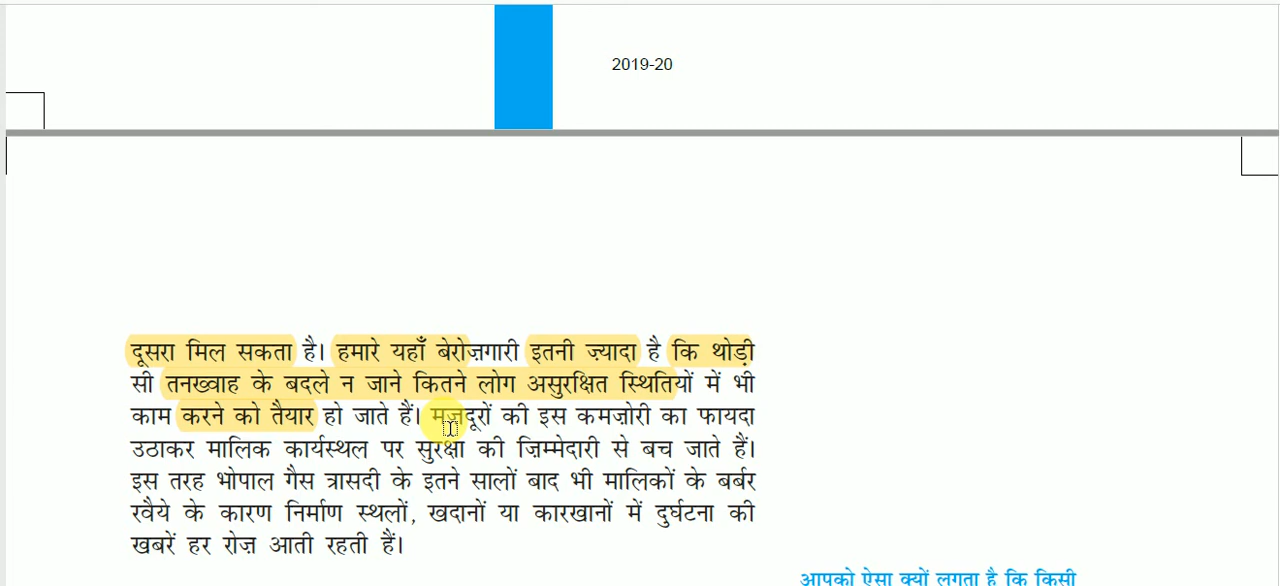 2019-20
दूसरा मिल सकता है। हमारे यहाँ बेरोज़गारी इतनी ज़्यादा है कि थोड़ी
सी तनख्वाह के बदले न जाने कितने लोग असुरक्षित स्थितियों में भी
काम करने को तैयार हो जाते हैं। मज़दूरों की इस कमज़ोरी का फायदा
उठाकर मालिक कार्यस्थल पर सुरक्षा की ज़िम्मेदारी से बच जाते हैं।
इस तरह भोपाल गैस त्रासदी के इतने सालों बाद भी मालिकों के बर्बर
रवैये के कारण निर्माण स्थलों, खदानों या कारखानों में दुर्घटना की
खबरें हर रोज़ आती रहती हैं।
आपको ऐसा क्यों लगता है कि किसी